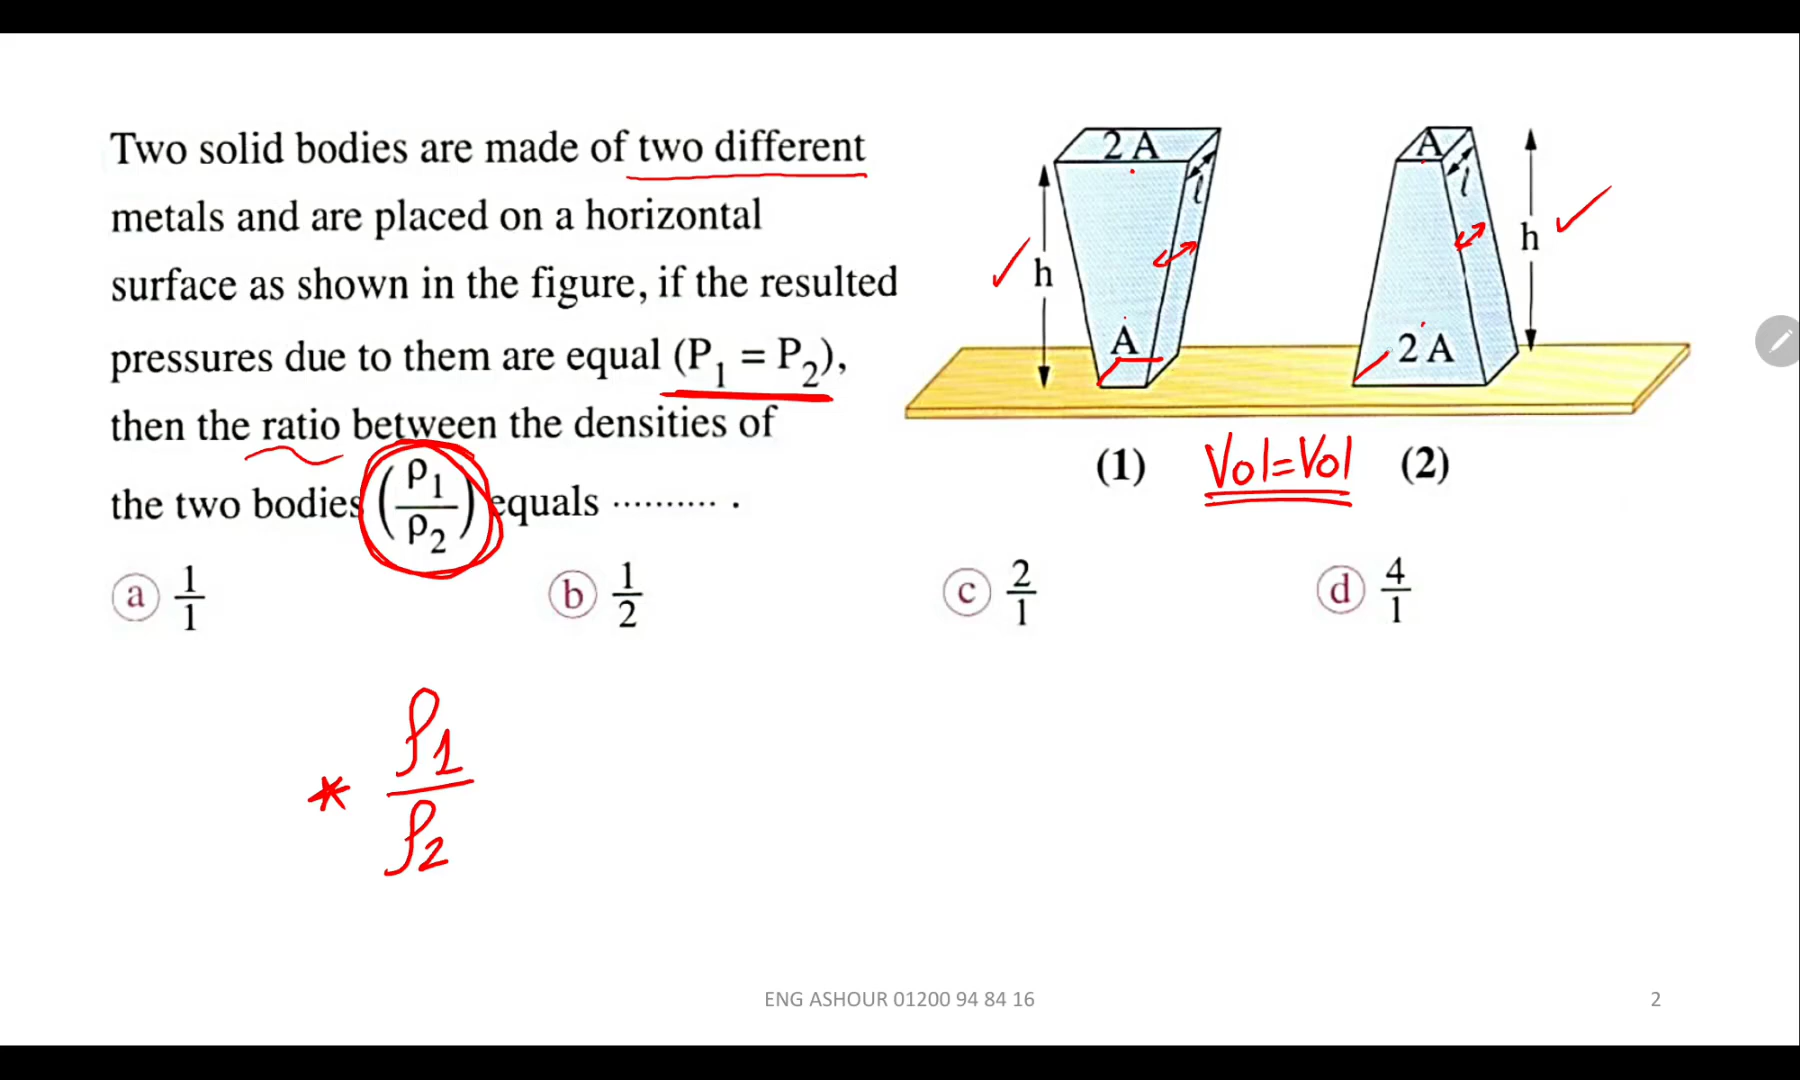 Two solid bodies are made of two different
metals and are placed on a horizontal
surface as shown in the figure, if the resulted
pressures due to them are equal (P₁ = P₂),
then the ratio between the densities of
the two bodies (ρ₁/ρ₂) equals .......... .
a 1/1
b 1/2
c 2/1
d 4/1
2 A
l
h
A
(1)
A
l
h
2 A
(2)
Vol=Vol
* ρ1/ρ2
ENG ASHOUR 01200 94 84 16
2